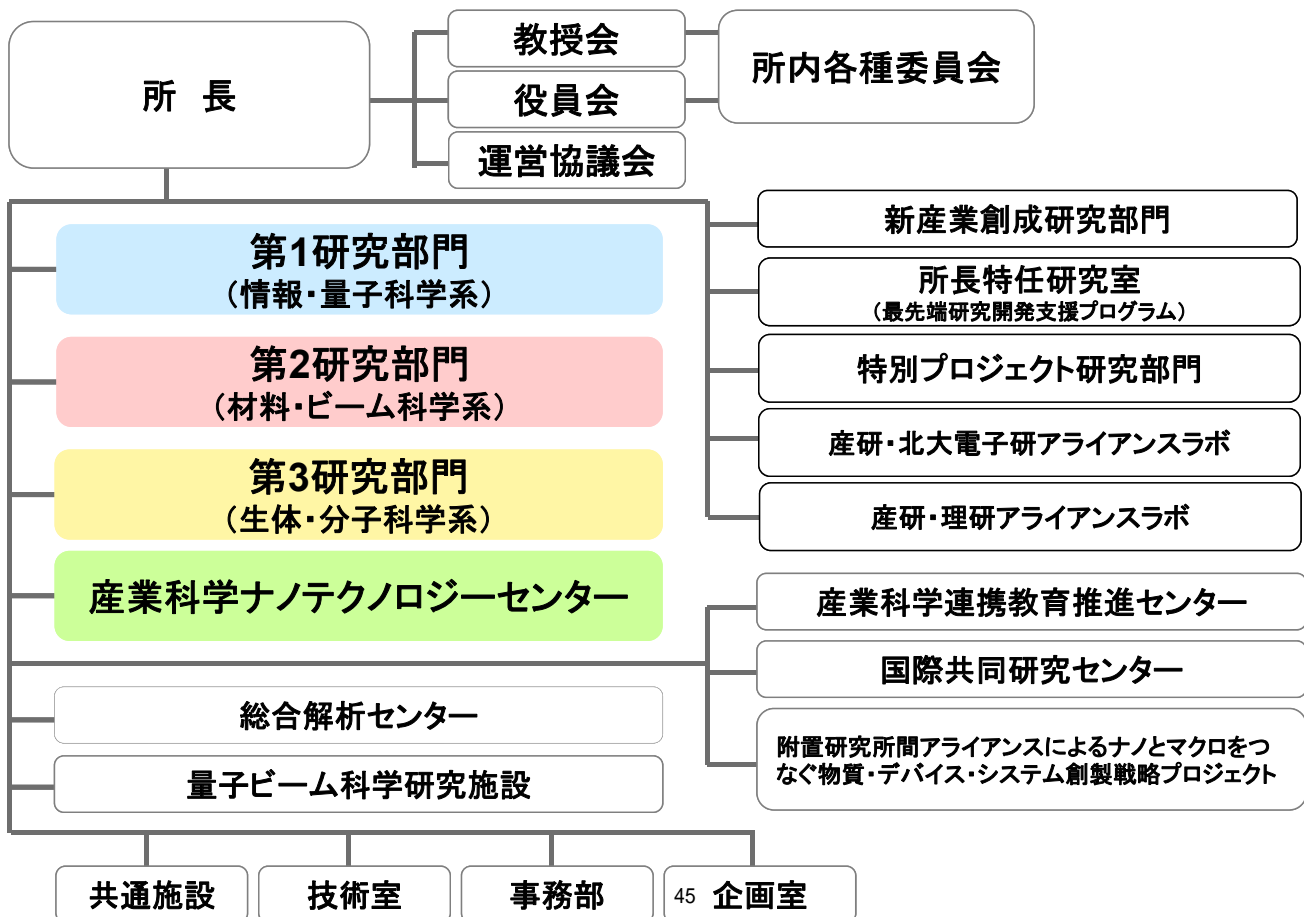 所 長
教授会
役員会
運営協議会
所内各種委員会
第1研究部門
（情報・量子科学系）
第2研究部門
（材料・ビーム科学系）
第3研究部門
（生体・分子科学系）
産業科学ナノテクノロジーセンター
新産業創成研究部門
所長特任研究室
（最先端研究開発支援プログラム）
特別プロジェクト研究部門
産研・北大電子研アライアンスラボ
産研・理研アライアンスラボ
産業科学連携教育推進センター
国際共同研究センター
附置研究所間アライアンスによるナノとマクロをつ
なぐ物質・デバイス・システム創製戦略プロジェクト
総合解析センター
量子ビーム科学研究施設
共通施設
技術室
事務部
45 企画室